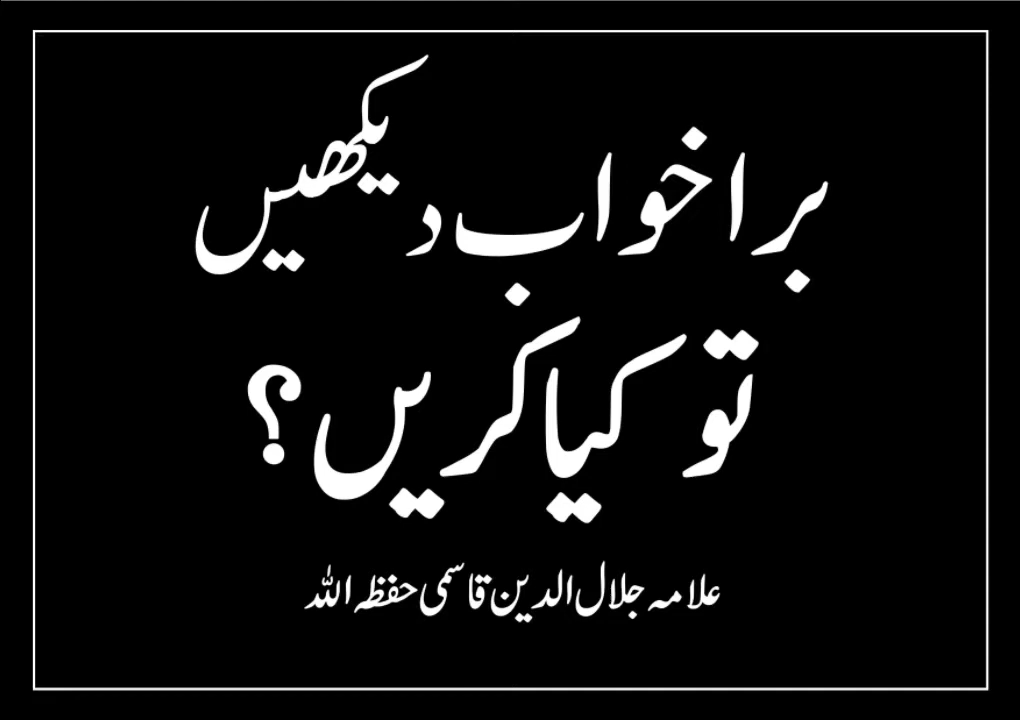 برا خواب دیکھیں
تو کیا کریں؟
علامہ جلال الدین قاسمی حفظہ اللہ